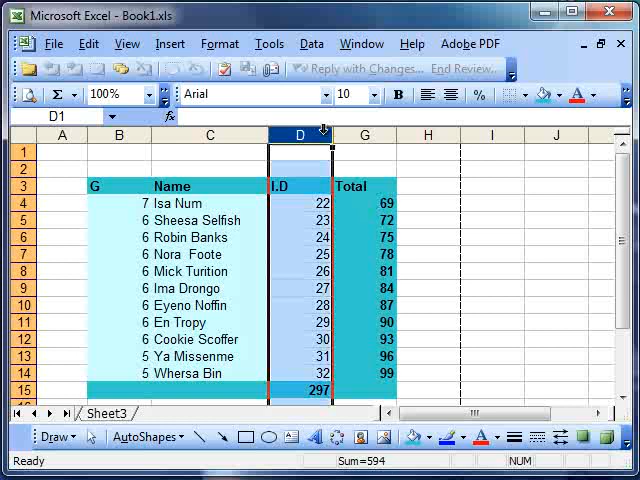 Microsoft Excel - Book1.xls
File Edit View Insert Format Tools Data Window Help Adobe PDF
Reply with Changes... End Review...
Σ 100% Arial 10 B %
D1 fx
A B C D G H I J
1
2
3 G Name I.D Total
4 7 Isa Num 22 69
5 6 Sheesa Selfish 23 72
6 6 Robin Banks 24 75
7 6 Nora Foote 25 78
8 6 Mick Turition 26 81
9 6 Ima Drongo 27 84
10 6 Eyeno Noffin 28 87
11 6 En Tropy 29 90
12 6 Cookie Scoffer 30 93
13 5 Ya Missenme 31 96
14 5 Whersa Bin 32 99
15 297
Sheet3
Draw AutoShapes A A
Ready Sum=594 NUM